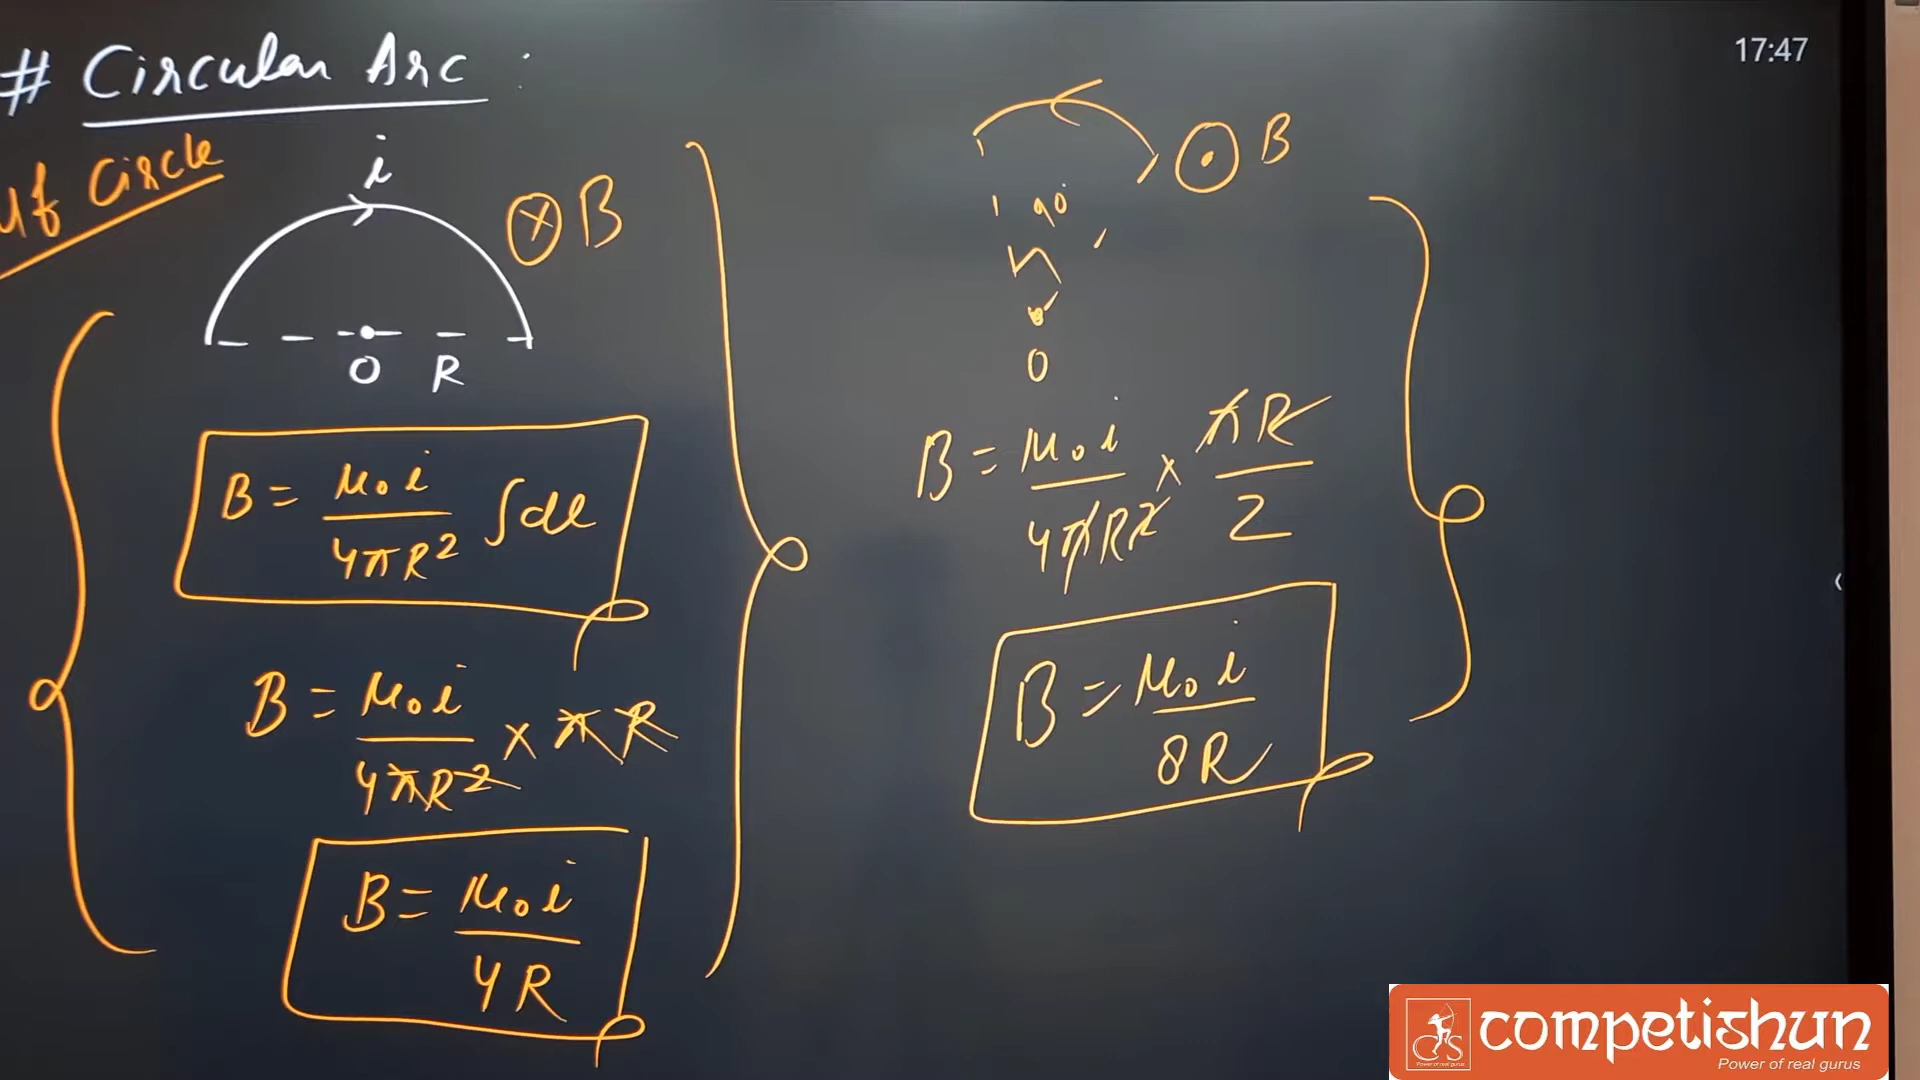 # Circular Arc :
17:47
Half Circle
i
⊗ B
O R
B = μ₀i / 4πR² ∫dl
B = μ₀i / 4πR² × πR
B = μ₀i / 4R
⊙ B
90°
O
B = μ₀i / 4πR² × πR / 2
B = μ₀i / 8R
competishun
Power of real gurus